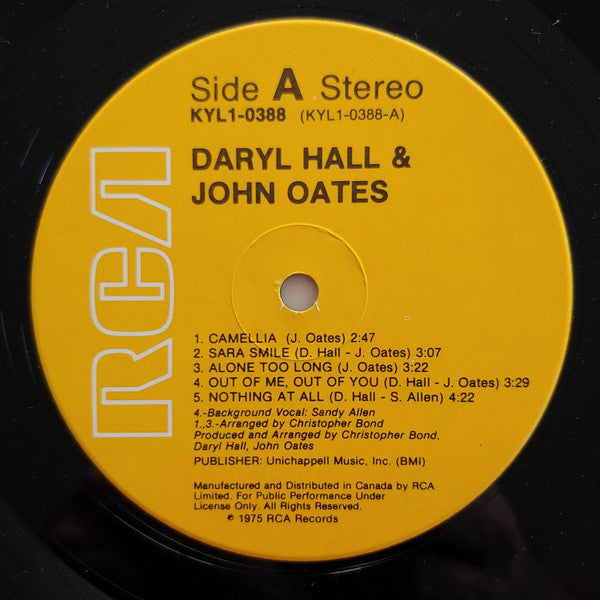 RCA
Side A Stereo
KYL1-0388 (KYL1-0388-A)
DARYL HALL &
JOHN OATES
1. CAMELLIA (J. Oates) 2:47
2. SARA SMILE (D. Hall - J. Oates) 3:07
3. ALONE TOO LONG (J. Oates) 3:22
4. OUT OF ME, OUT OF YOU (D. Hall - J. Oates) 3:29
5. NOTHING AT ALL (D. Hall - S. Allen) 4:22
4.-Background Vocal: Sandy Allen
1.,3.-Arranged by Christopher Bond
Produced and Arranged by Christopher Bond,
Daryl Hall, John Oates
PUBLISHER: Unichappell Music, Inc. (BMI)
Manufactured and Distributed in Canada by RCA
Limited. For Public Performance Under
License Only. All Rights Reserved.
℗ 1975 RCA Records